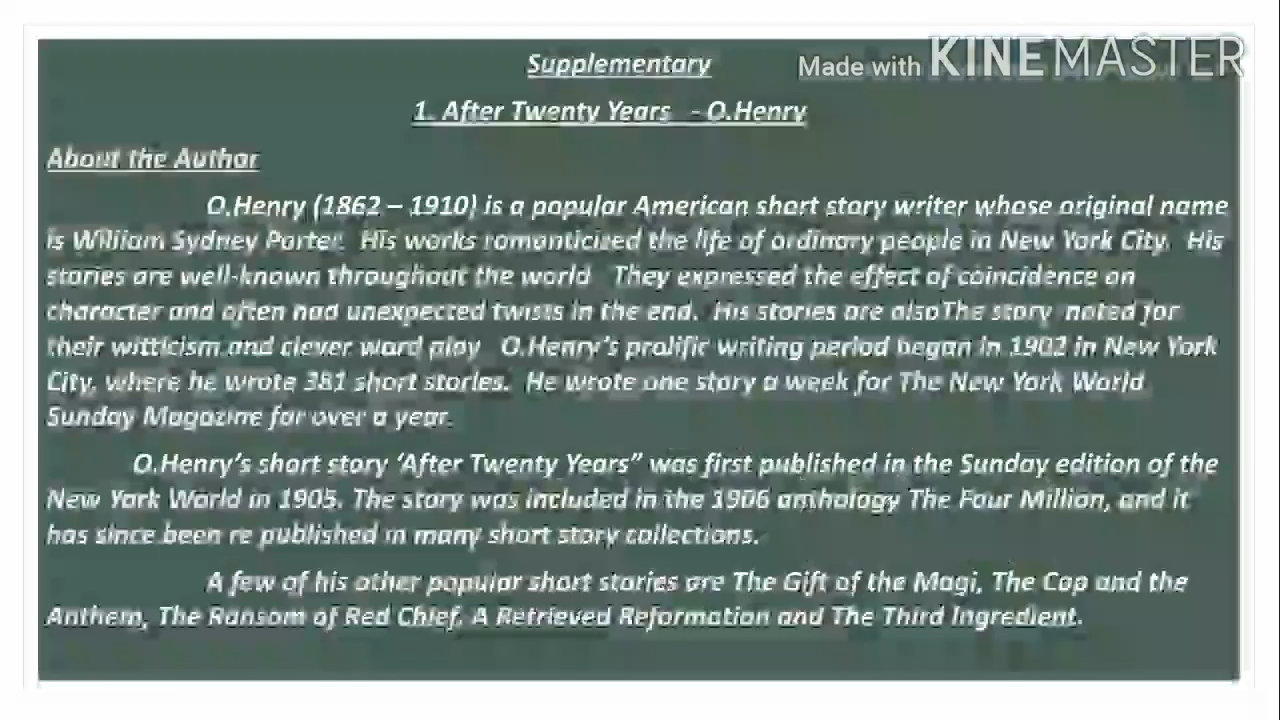 Supplementary
Made with KINEMASTER
1. After Twenty Years - O.Henry
About the Author
O.Henry (1862 – 1910) is a popular American short story writer whose original name
is William Sydney Porter. His works romanticized the life of ordinary people in New York City. His
stories are well-known throughout the world They expressed the effect of coincidence on
character and often had unexpected twists in the end. His stories are alsoThe story noted for
their witticism and clever word play O.Henry's prolific writing period began in 1902 in New York
City, where he wrote 381 short stories. He wrote one story a week for The New York World
Sunday Magazine for over a year.
O.Henry's short story ‘After Twenty Years” was first published in the Sunday edition of the
New York World in 1905. The story was included in the 1906 anthology The Four Million, and it
has since been re published in many short story collections.
A few of his other popular short stories are The Gift of the Magi, The Cop and the
Anthem, The Ransom of Red Chief, A Retrieved Reformation and The Third Ingredient.